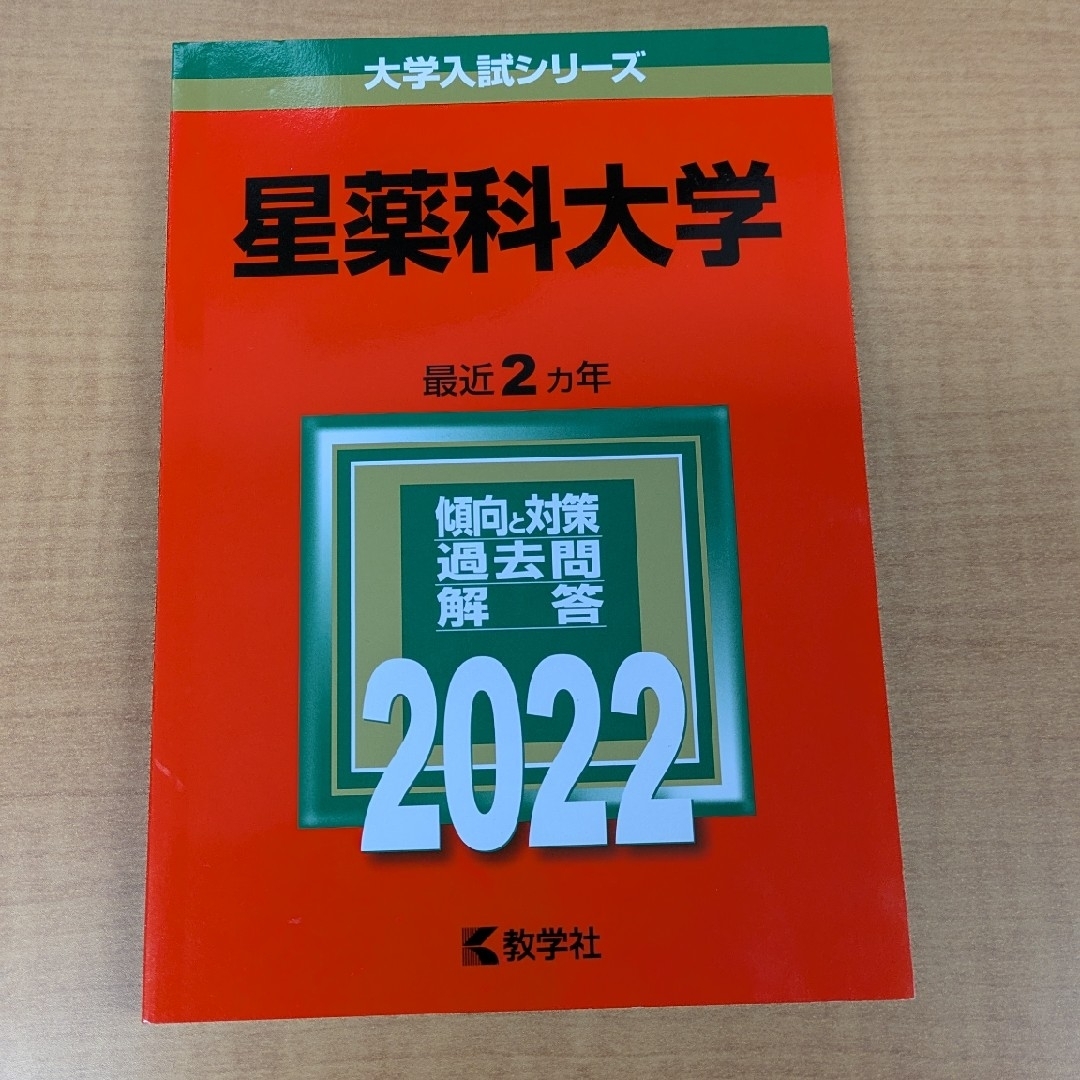 大学入試シリーズ
星薬科大学
最近2カ年
傾向と対策
過去問
解答
2022
教学社